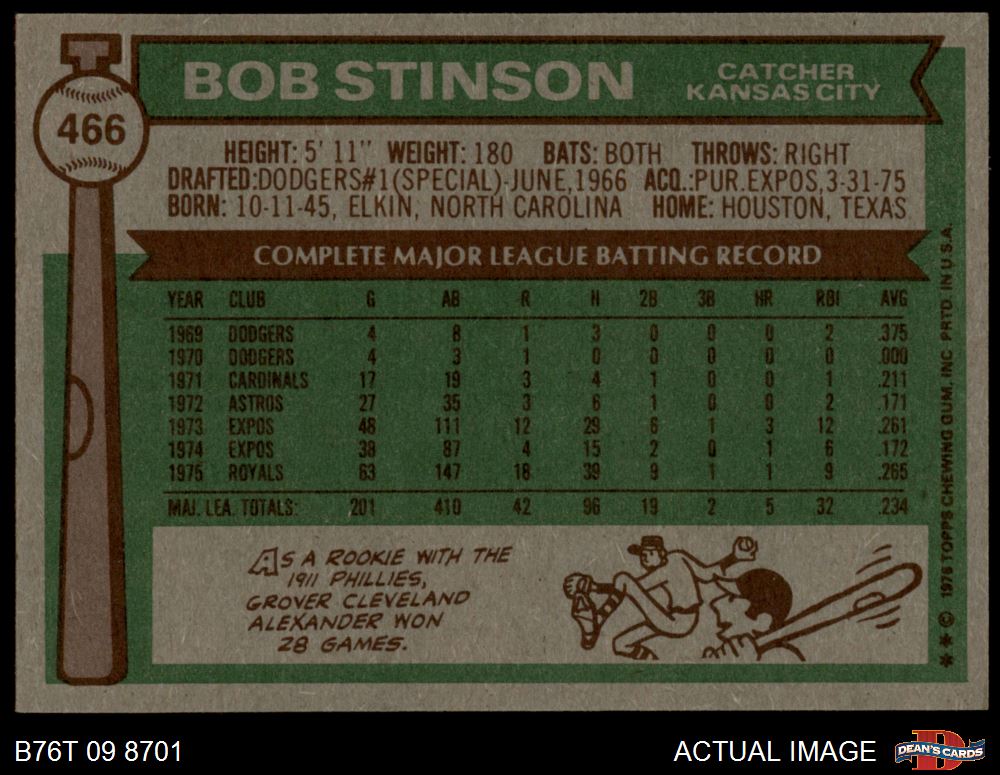 466
BOB STINSON
CATCHER
KANSAS CITY
HEIGHT: 5' 11" WEIGHT: 180 BATS: BOTH THROWS: RIGHT
DRAFTED:DODGERS#1(SPECIAL)-JUNE,1966 ACQ.:PUR.EXPOS,3-31-75
BORN: 10-11-45, ELKIN, NORTH CAROLINA HOME: HOUSTON, TEXAS
COMPLETE MAJOR LEAGUE BATTING RECORD
YEAR CLUB G AB R H 2B 3B HR RBI AVG
1969 DODGERS 4 8 1 3 0 0 0 2 .375
1970 DODGERS 4 3 1 0 0 0 0 0 .000
1971 CARDINALS 17 19 3 4 1 0 0 1 .211
1972 ASTROS 27 35 3 6 1 0 0 2 .171
1973 EXPOS 48 111 12 29 6 1 3 12 .261
1974 EXPOS 38 87 4 15 2 0 1 6 .172
1975 ROYALS 63 147 18 39 9 1 1 9 .265
MAJ. LEA. TOTALS: 201 410 42 96 19 2 5 32 .234
AS A ROOKIE WITH THE
1911 PHILLIES,
GROVER CLEVELAND
ALEXANDER WON
28 GAMES.
* * © 1976 TOPPS CHEWING GUM, INC. PRTD. IN U.S.A.
B76T 09 8701
ACTUAL IMAGE
D
DEAN'S CARDS